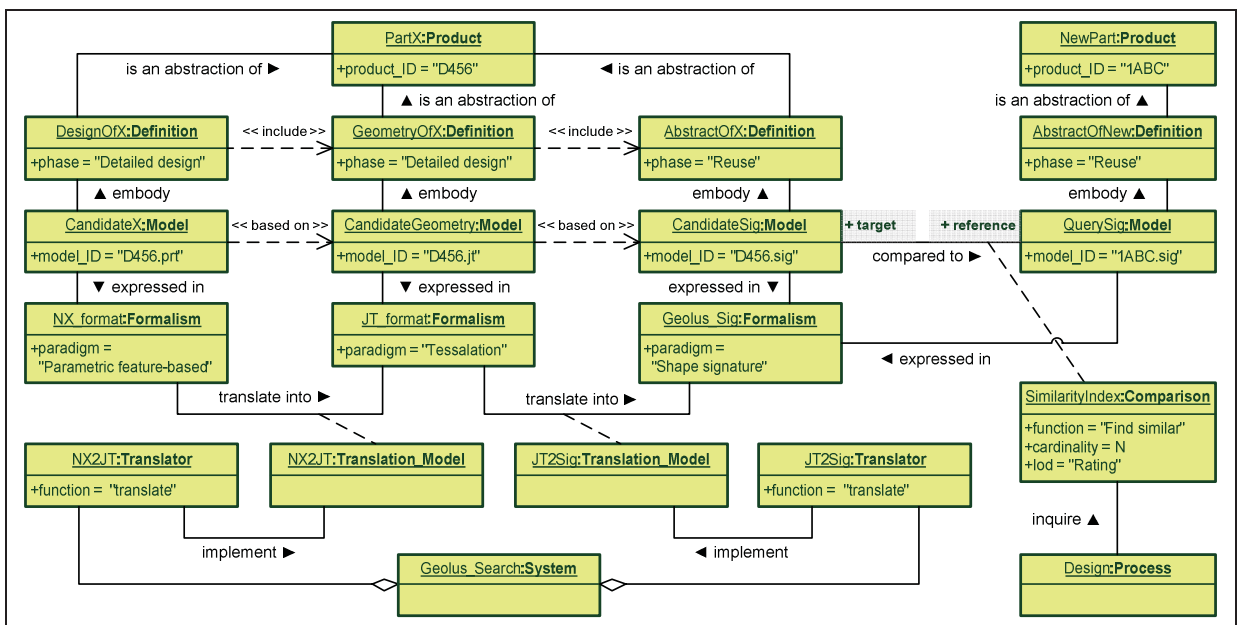 PartX:Product
+product_ID = "D456"
NewPart:Product
+product_ID = "1ABC"
is an abstraction of ►
◄ is an abstraction of
▲ is an abstraction of
is an abstraction of ▲
DesignOfX:Definition
+phase = "Detailed design"
<< include >>
GeometryOfX:Definition
+phase = "Detailed design"
<< include >>
AbstractOfX:Definition
+phase = "Reuse"
AbstractOfNew:Definition
+phase = "Reuse"
▲ embody
▲ embody
embody ▲
embody ▲
CandidateX:Model
+model_ID = "D456.prt"
<< based on >>
CandidateGeometry:Model
+model_ID = "D456.jt"
<< based on >>
CandidateSig:Model
+model_ID = "D456.sig"
+ target
+ reference
compared to ►
QuerySig:Model
+model_ID = "1ABC.sig"
▼ expressed in
▼ expressed in
expressed in ▼
NX_format:Formalism
+paradigm =
"Parametric feature-based"
JT_format:Formalism
+paradigm = "Tessalation"
Geolus_Sig:Formalism
+paradigm =
"Shape signature"
◄ expressed in
translate into ►
translate into ►
SimilarityIndex:Comparison
+function = "Find similar"
+cardinality = N
+lod = "Rating"
NX2JT:Translator
+function = "translate"
NX2JT:Translation_Model
JT2Sig:Translation_Model
JT2Sig:Translator
+function = "translate"
implement ►
◄ implement
inquire ▲
Geolus_Search:System
Design:Process